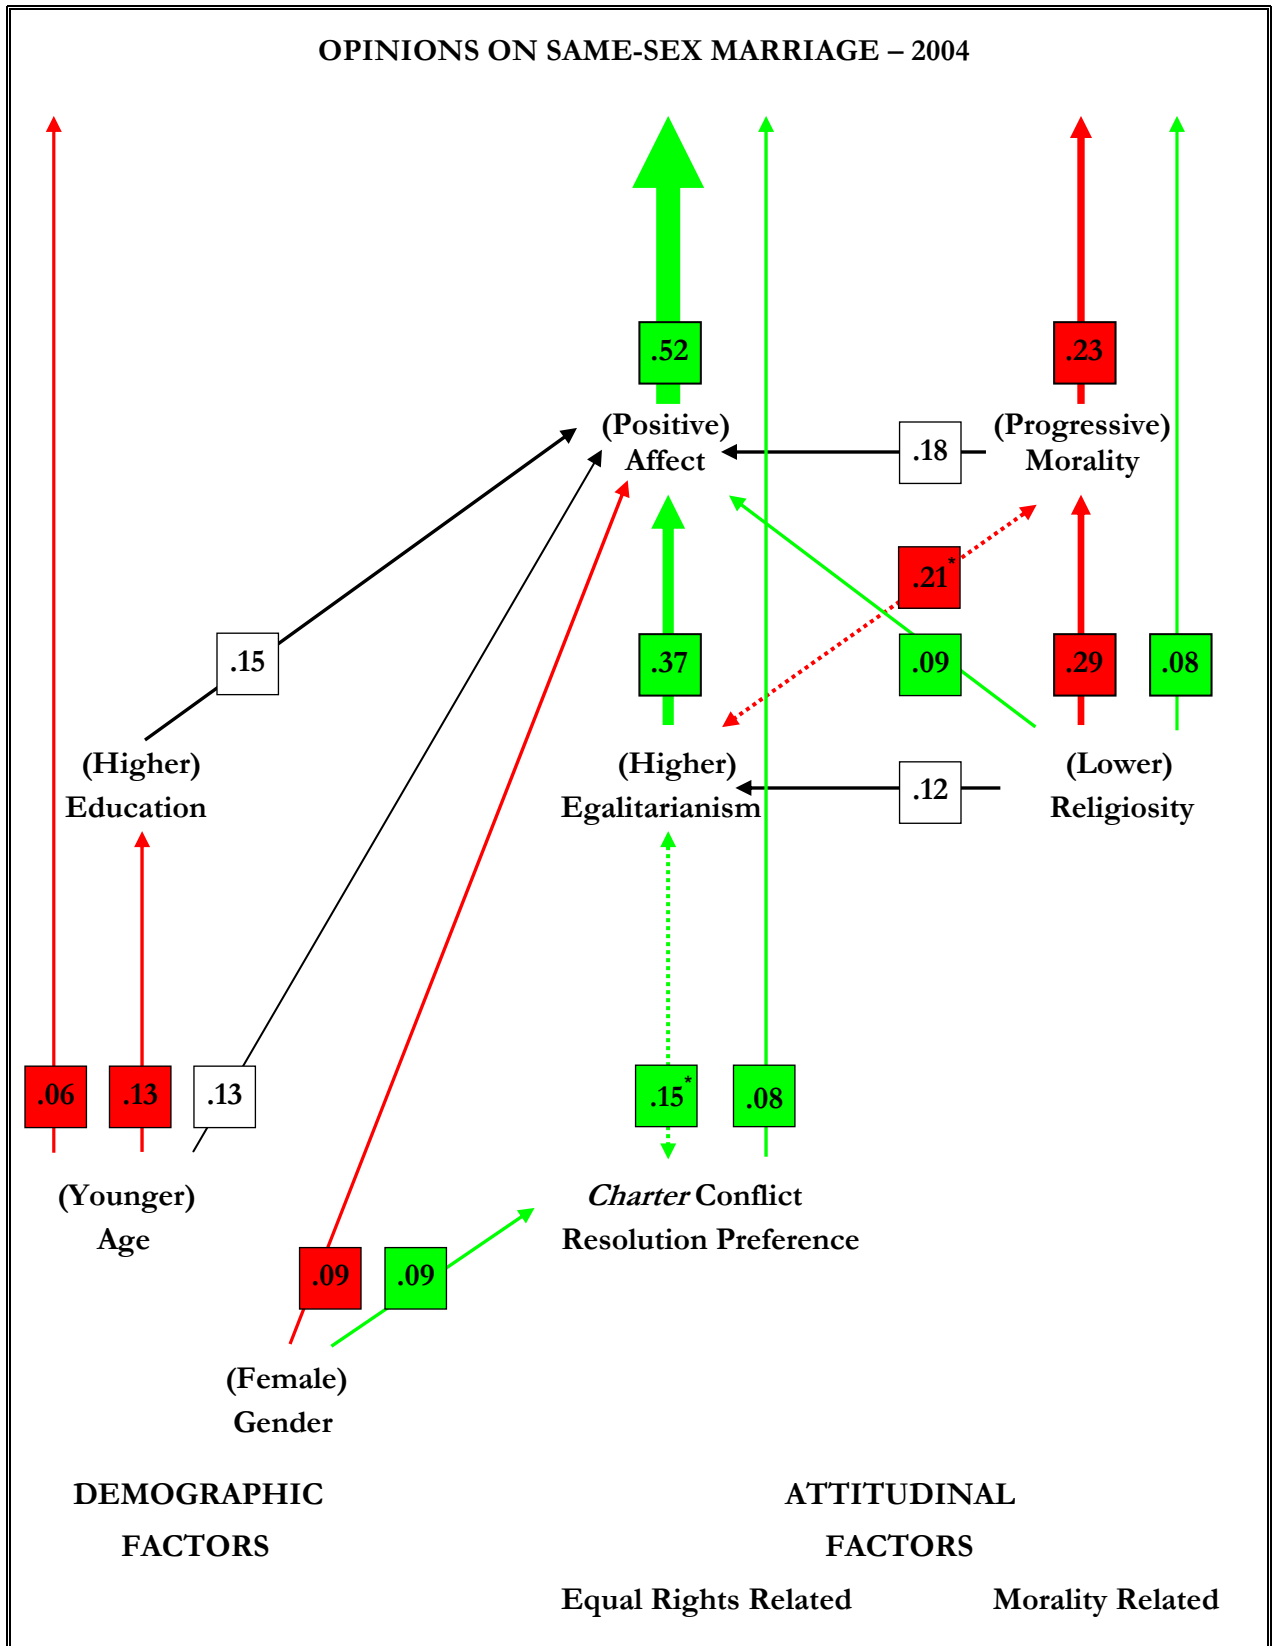 OPINIONS ON SAME-SEX MARRIAGE – 2004
.52
.23
(Positive)
Affect
.18
(Progressive)
Morality
.21*
.15
.37
.09
.29
.08
(Higher)
Education
(Higher)
Egalitarianism
.12
(Lower)
Religiosity
.06
.13
.13
.15*
.08
(Younger)
Age
Charter Conflict
Resolution Preference
.09
.09
(Female)
Gender
DEMOGRAPHIC
FACTORS
ATTITUDINAL
FACTORS
Equal Rights Related
Morality Related